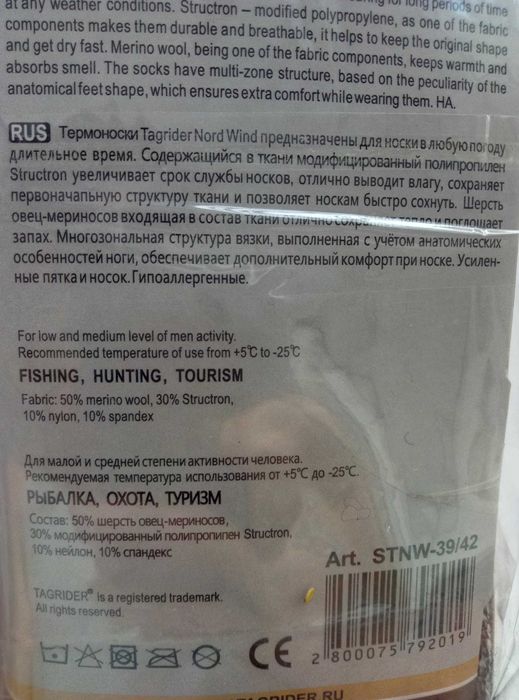 at any weather conditions. Structron – modified polypropylene, as one of the fabric
components makes them durable and breathable, it helps to keep the original shape
and get dry fast. Merino wool, being one of the fabric components, keeps warmth and
absorbs smell. The socks have multi-zone structure, based on the peculiarity of the
anatomical feet shape, which ensures extra comfort while wearing them. HA.
RUS Термоноски Tagrider Nord Wind предназначены для носки в любую погоду
длительное время. Содержащийся в ткани модифицированный полипропилен
Structron увеличивает срок службы носков, отлично выводит влагу, сохраняет
первоначальную структуру ткани и позволяет носкам быстро сохнуть. Шерсть
овец-мериносов входящая в состав ткани отлично сохраняет тепло и поглощает
запах. Многозональная структура вязки, выполненная с учётом анатомических
особенностей ноги, обеспечивает дополнительный комфорт при носке. Усилен-
ные пятка и носок. Гипоаллергенные.
For low and medium level of men activity.
Recommended temperature of use from +5°C to -25°C
FISHING, HUNTING, TOURISM
Fabric: 50% merino wool, 30% Structron,
10% nylon, 10% spandex
Для малой и средней степени активности человека.
Рекомендуемая температура использования от +5°C до -25°C.
РЫБАЛКА, ОХОТА, ТУРИЗМ
Состав: 50% шерсть овец-мериносов,
30% модифицированный полипропилен Structron,
10% нейлон, 10% спандекс
Art. STNW-39/42
TAGRIDER® is a registered trademark.
All rights reserved.
CE
2 800075 792019
TAGRIDER.RU